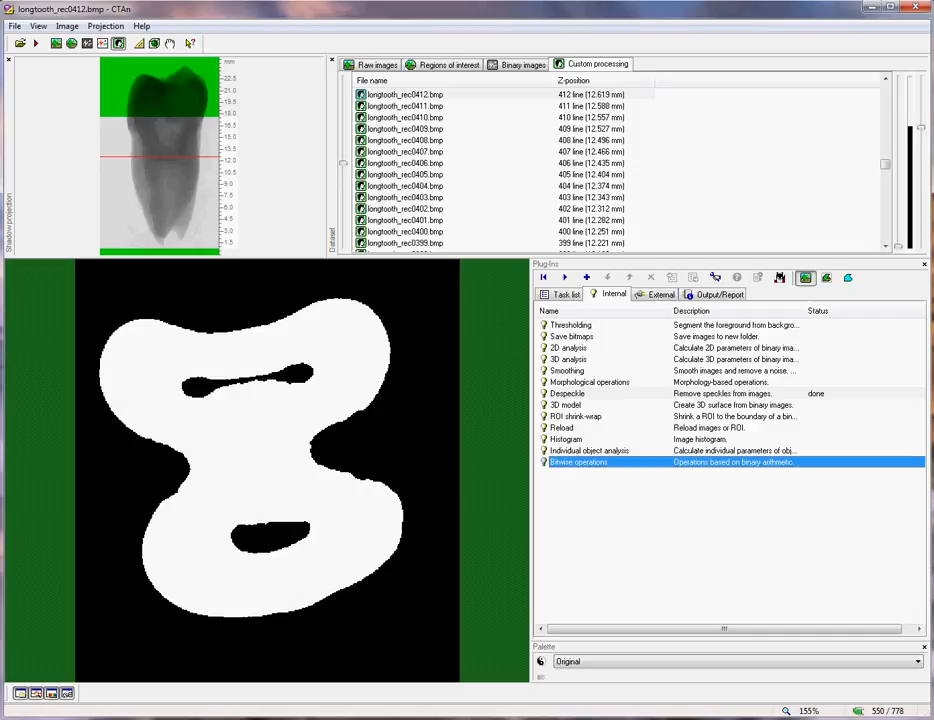 longtooth_rec0412.bmp - CTAn
File View Image Projection Help
mm
22.5
21.0
19.5
18.0
16.5
15.0
13.5
12.0
10.5
9.0
7.5
6.0
4.5
3.0
1.5
Shadow projection
Dataset
Raw images Regions of interest Binary images Custom processing
File name Z-position
longtooth_rec0412.bmp 412 line (12.619 mm)
longtooth_rec0411.bmp 411 line (12.588 mm)
longtooth_rec0410.bmp 410 line (12.557 mm)
longtooth_rec0409.bmp 409 line (12.527 mm)
longtooth_rec0408.bmp 408 line (12.496 mm)
longtooth_rec0407.bmp 407 line (12.466 mm)
longtooth_rec0406.bmp 406 line (12.435 mm)
longtooth_rec0405.bmp 405 line (12.404 mm)
longtooth_rec0404.bmp 404 line (12.374 mm)
longtooth_rec0403.bmp 403 line (12.343 mm)
longtooth_rec0402.bmp 402 line (12.312 mm)
longtooth_rec0401.bmp 401 line (12.282 mm)
longtooth_rec0400.bmp 400 line (12.251 mm)
longtooth_rec0399.bmp 399 line (12.221 mm)
Plug-Ins
Task list Internal External Output/Report
Name Description Status
Thresholding Segment the foreground from backgro...
Save bitmaps Save images to new folder.
2D analysis Calculate 2D parameters of binary ima...
3D analysis Calculate 3D parameters of binary ima...
Smoothing Smooth images and remove a noise. ...
Morphological operations Morphology-based operations.
Despeckle Remove speckles from images. done
3D model Create 3D surface from binary images.
ROI shrink-wrap Shrink a ROI to the boundary of a bin...
Reload Reload images or ROI.
Histogram Image histogram.
Individual object analysis Calculate individual parameters of obj...
Bitwise operations Operations based on binary arithmetic.
Palette
Original
155% 550 / 778